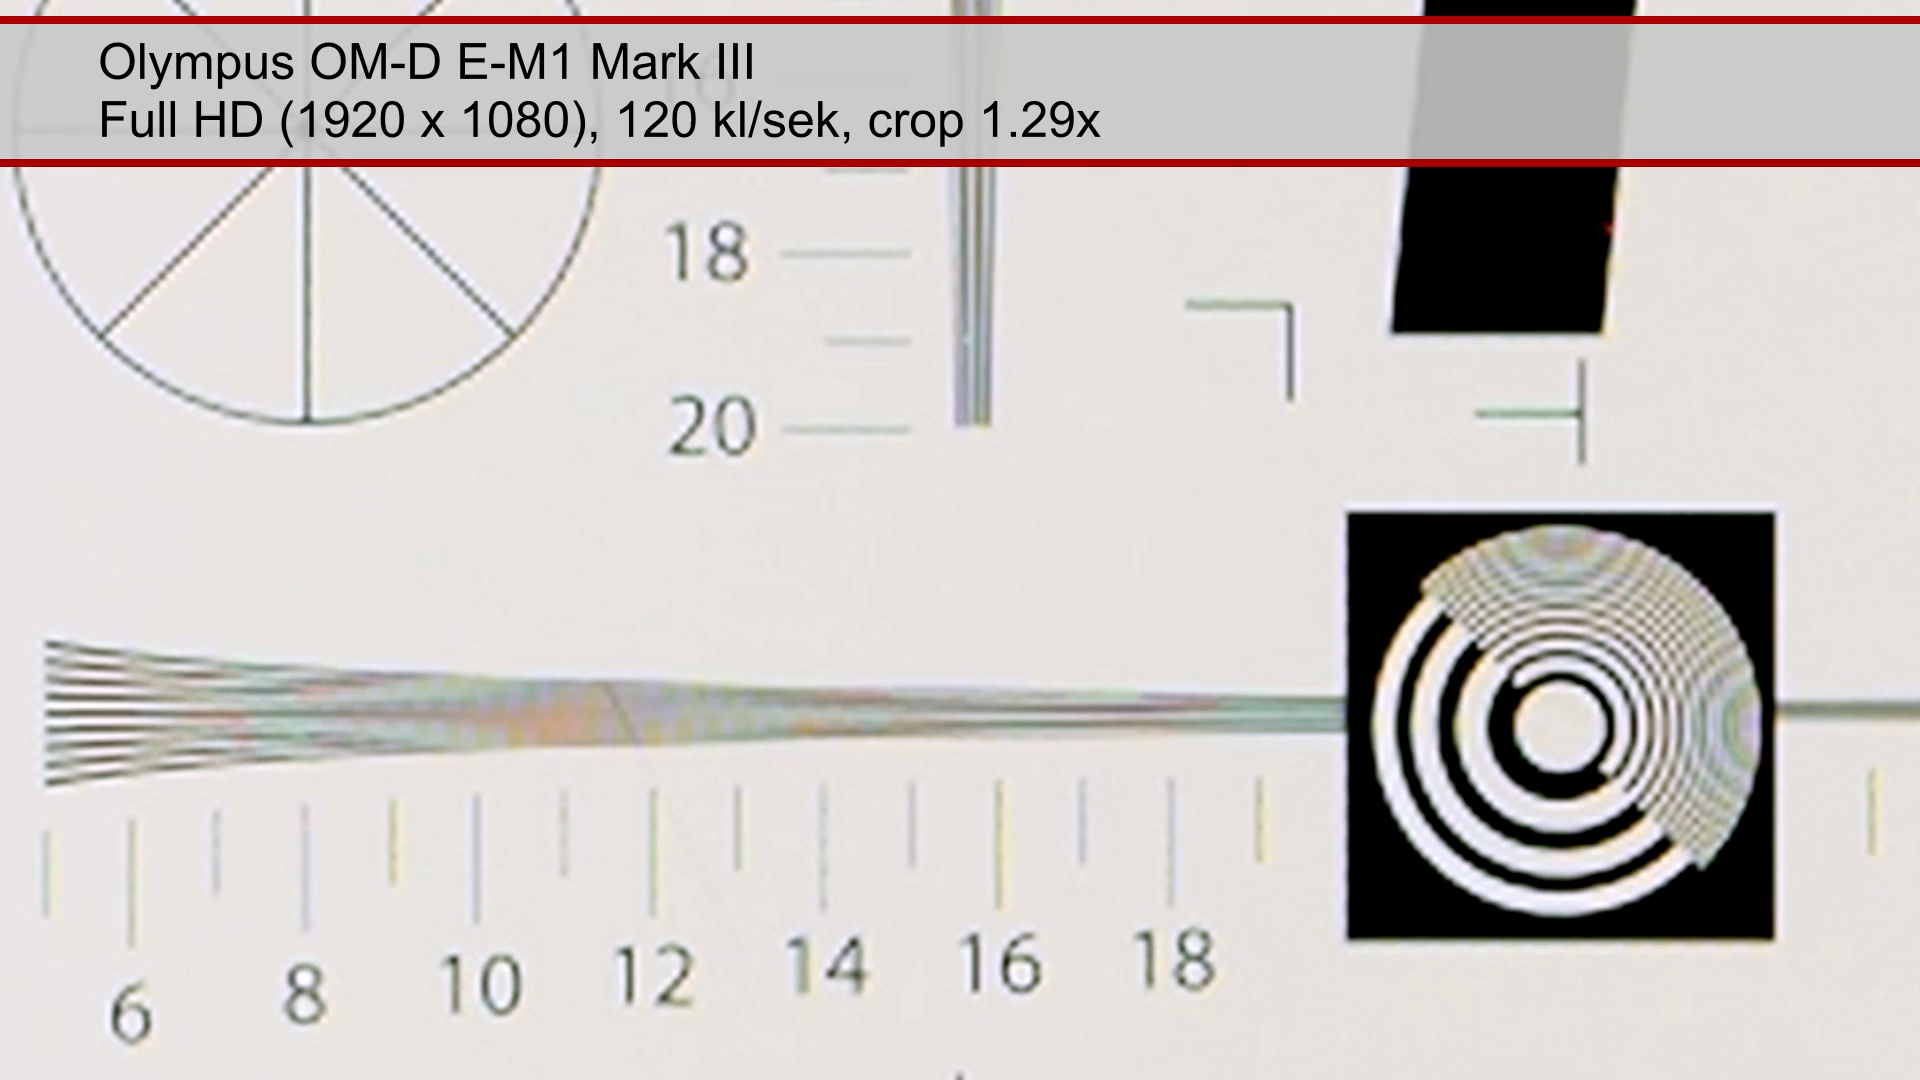 Olympus OM-D E-M1 Mark III
Full HD (1920 x 1080), 120 kl/sek, crop 1.29x
18
20
6 8 10 12 14 16 18